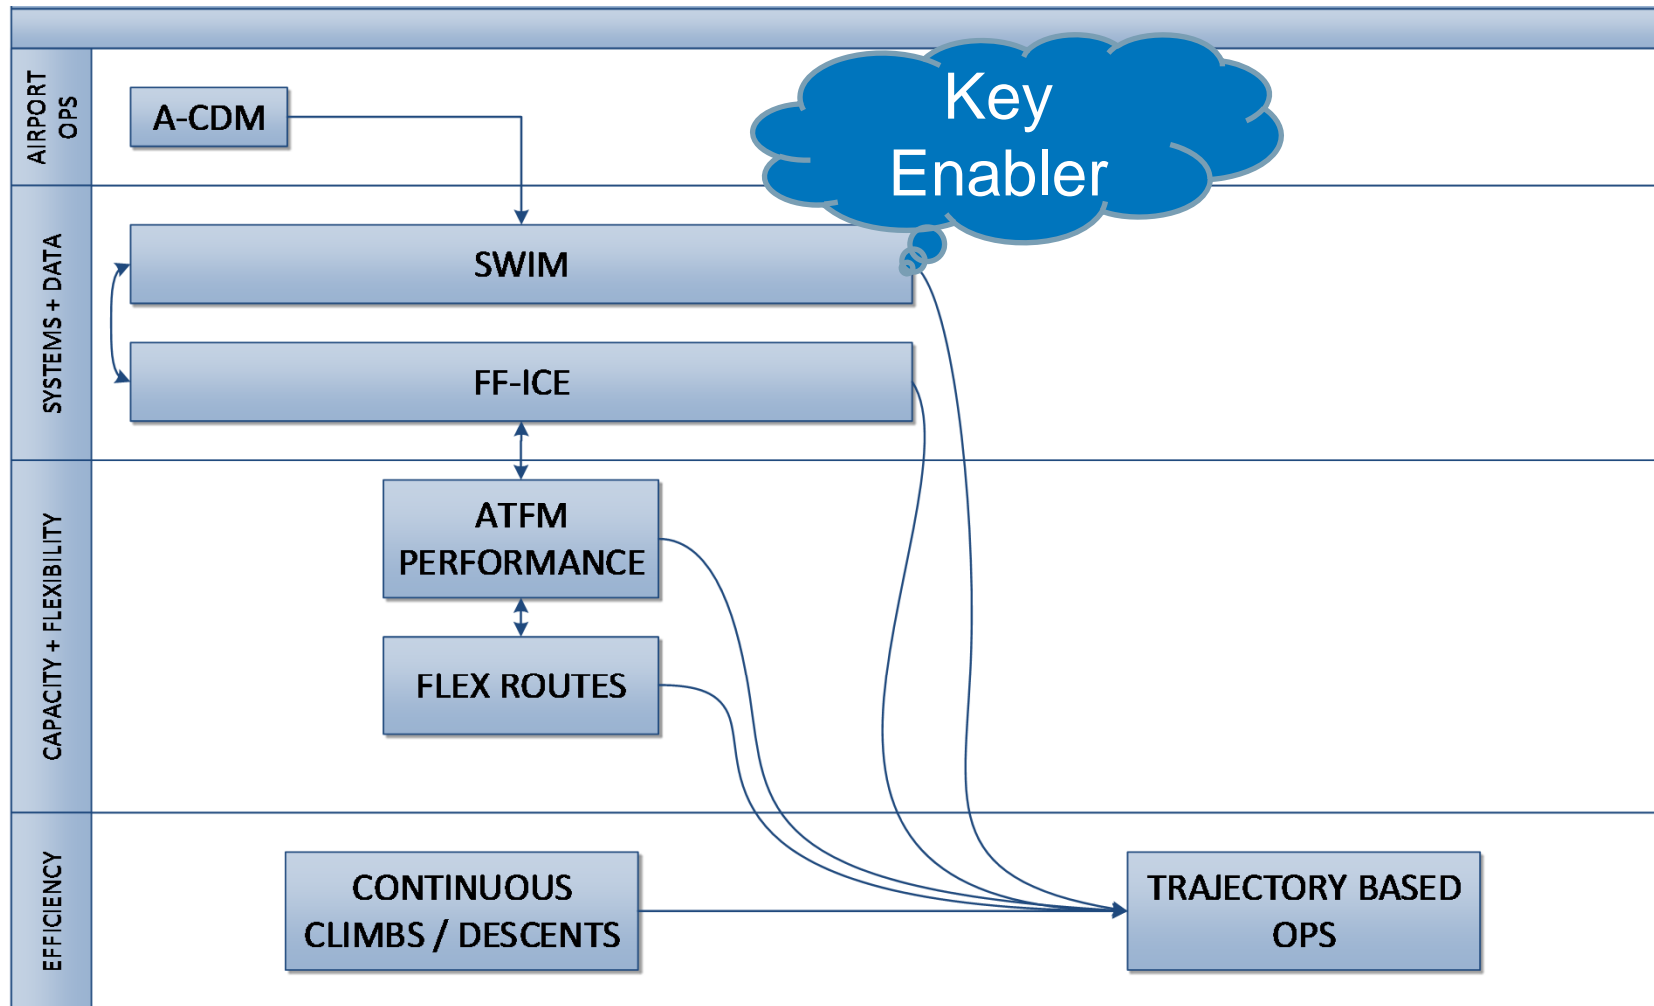 AIRPORT
OPS
A-CDM
Key
Enabler
SYSTEMS + DATA
SWIM
FF-ICE
CAPACITY + FLEXIBILITY
ATFM
PERFORMANCE
FLEX ROUTES
EFFICIENCY
CONTINUOUS
CLIMBS / DESCENTS
TRAJECTORY BASED
OPS